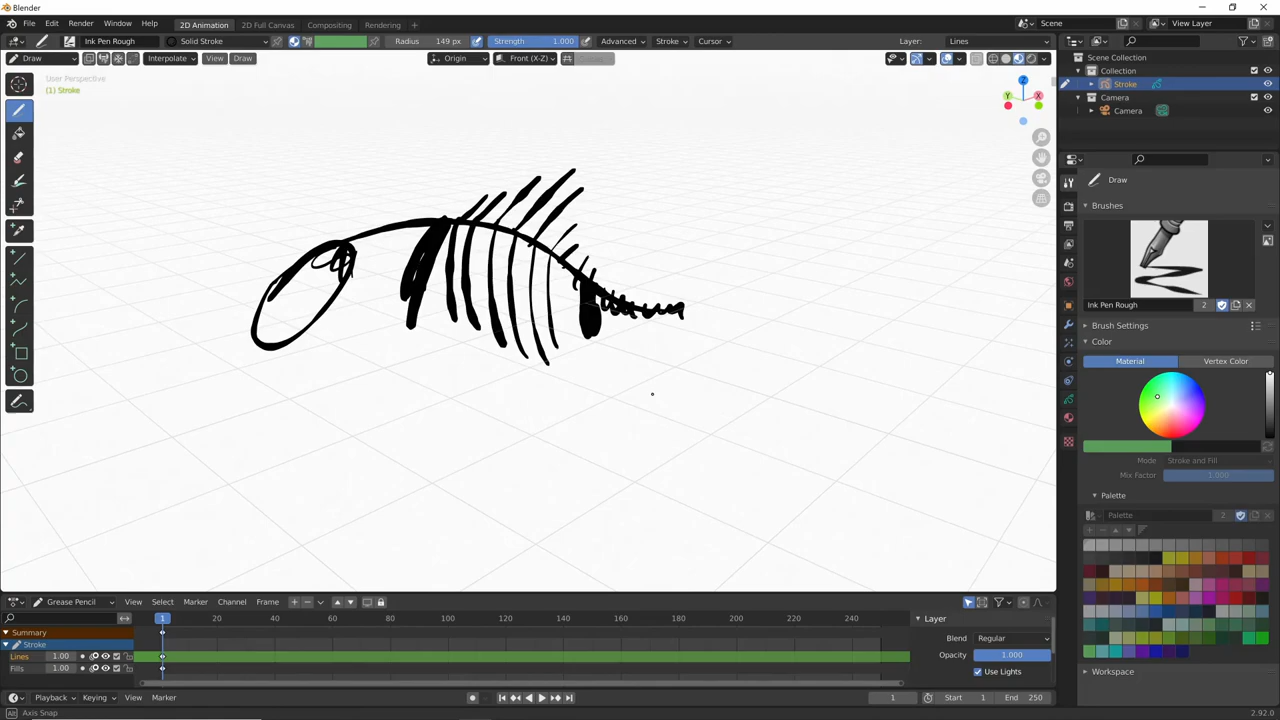 Blender
File Edit Render Window Help 2D Animation 2D Full Canvas Compositing Rendering + Scene View Layer
Ink Pen Rough Solid Stroke Radius 149 px Strength 1.000 Advanced Stroke Cursor Layer: Lines
Draw Interpolate View Draw Origin Front (X-Z)
User Perspective
(1) Stroke
Z
Y X
Scene Collection
Collection
Stroke
Camera
Camera
Draw
Brushes
Ink Pen Rough 2
Brush Settings
Color
Material Vertex Color
Mode Stroke and Fill
Mix Factor 1.000
Palette
Palette 2
Workspace
Grease Pencil View Select Marker Channel Frame
1 20 40 60 80 100 120 140 160 180 200 220 240
Summary
Stroke
Lines 1.00
Fills 1.00
Layer
Blend Regular
Opacity 1.000
Use Lights
Playback Keying View Marker 1 Start 1 End 250
Alt Axis Snap 2.92.0